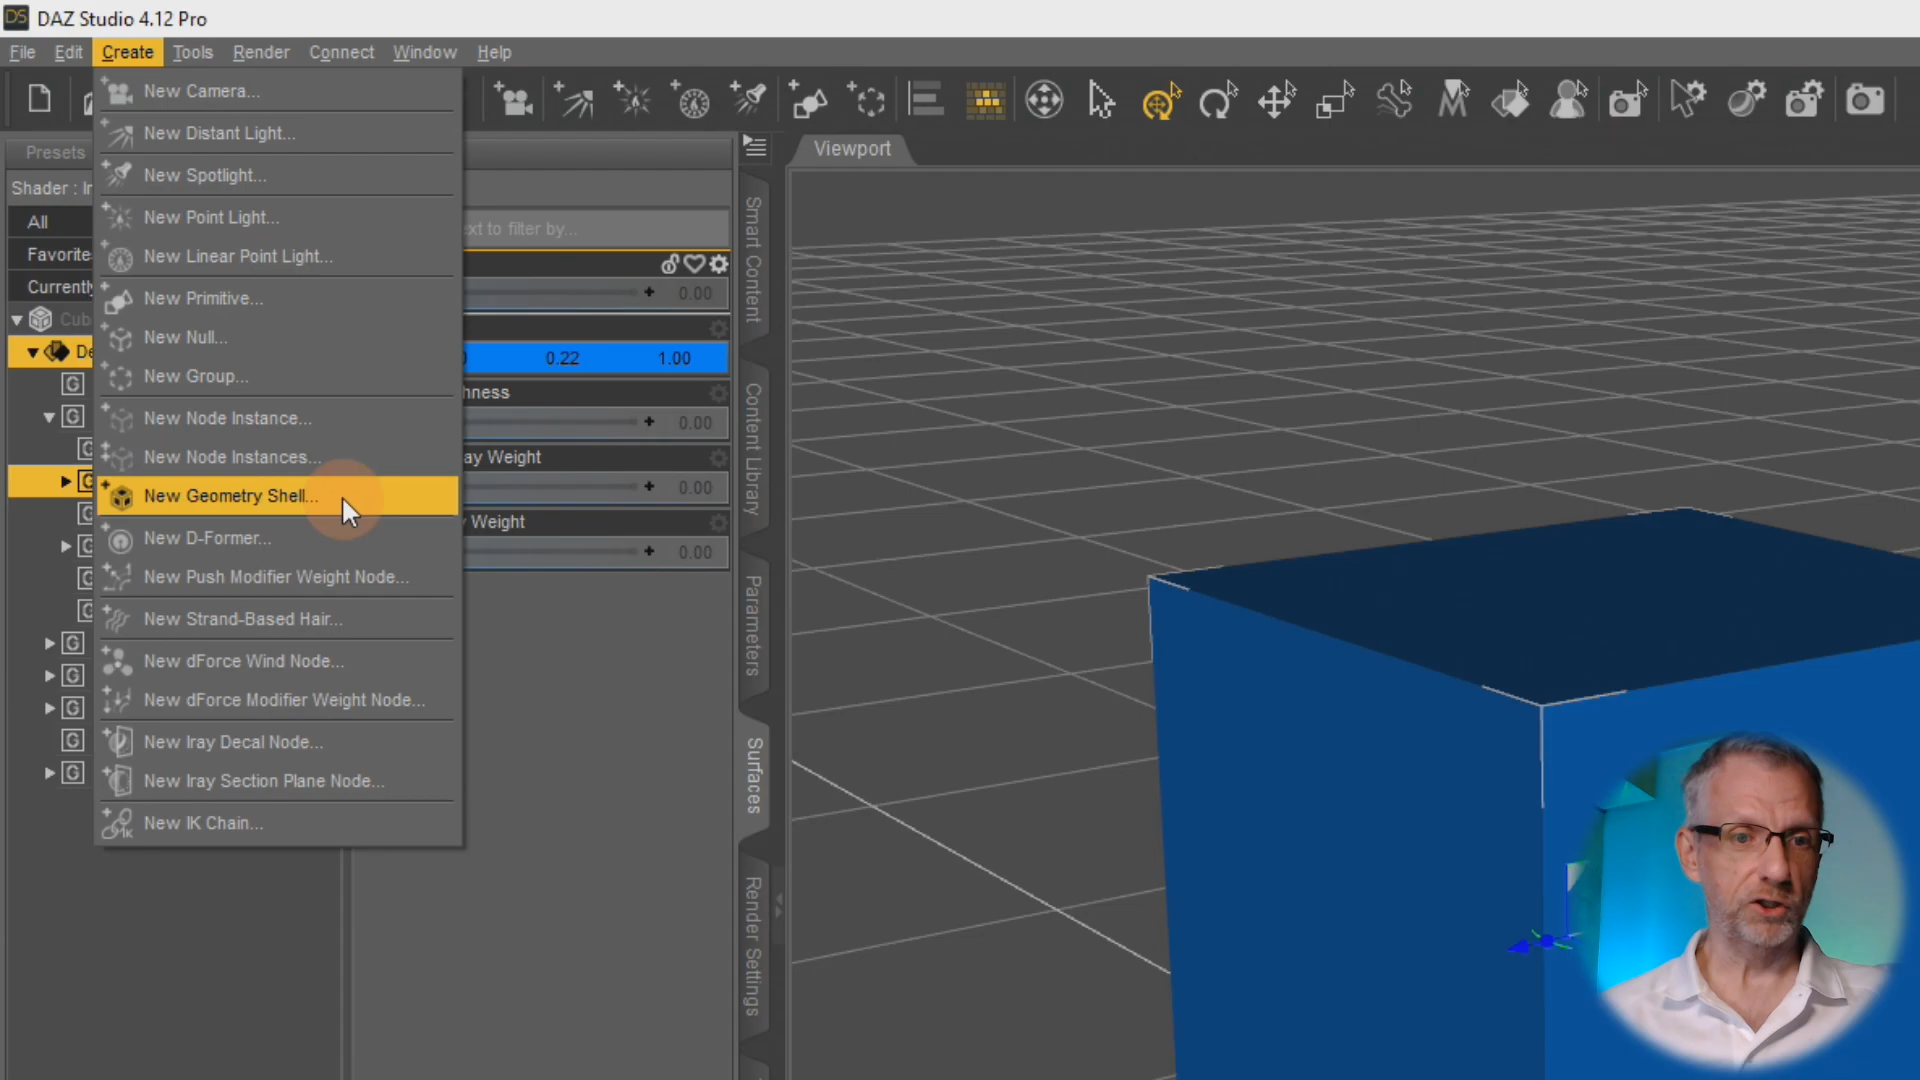 DS DAZ Studio 4.12 Pro
File Edit Create Tools Render Connect Window Help
New Camera...
New Distant Light...
New Spotlight...
New Point Light...
New Linear Point Light...
New Primitive...
New Null...
New Group...
New Node Instance...
New Node Instances...
New Geometry Shell...
New D-Former...
New Push Modifier Weight Node...
New Strand-Based Hair...
New dForce Wind Node...
New dForce Modifier Weight Node...
New Iray Decal Node...
New Iray Section Plane Node...
New IK Chain...
Presets
Shader : Ir
All
Favorite
Currently
Cub
De
G
G
G
G
G
G
G
G
G
G
G
G
G
ext to filter by...
0.00
0.22 1.00
hness
0.00
ay Weight
0.00
Weight
0.00
Smart Content
Content Library
Parameters
Surfaces
Render Settings
Viewport